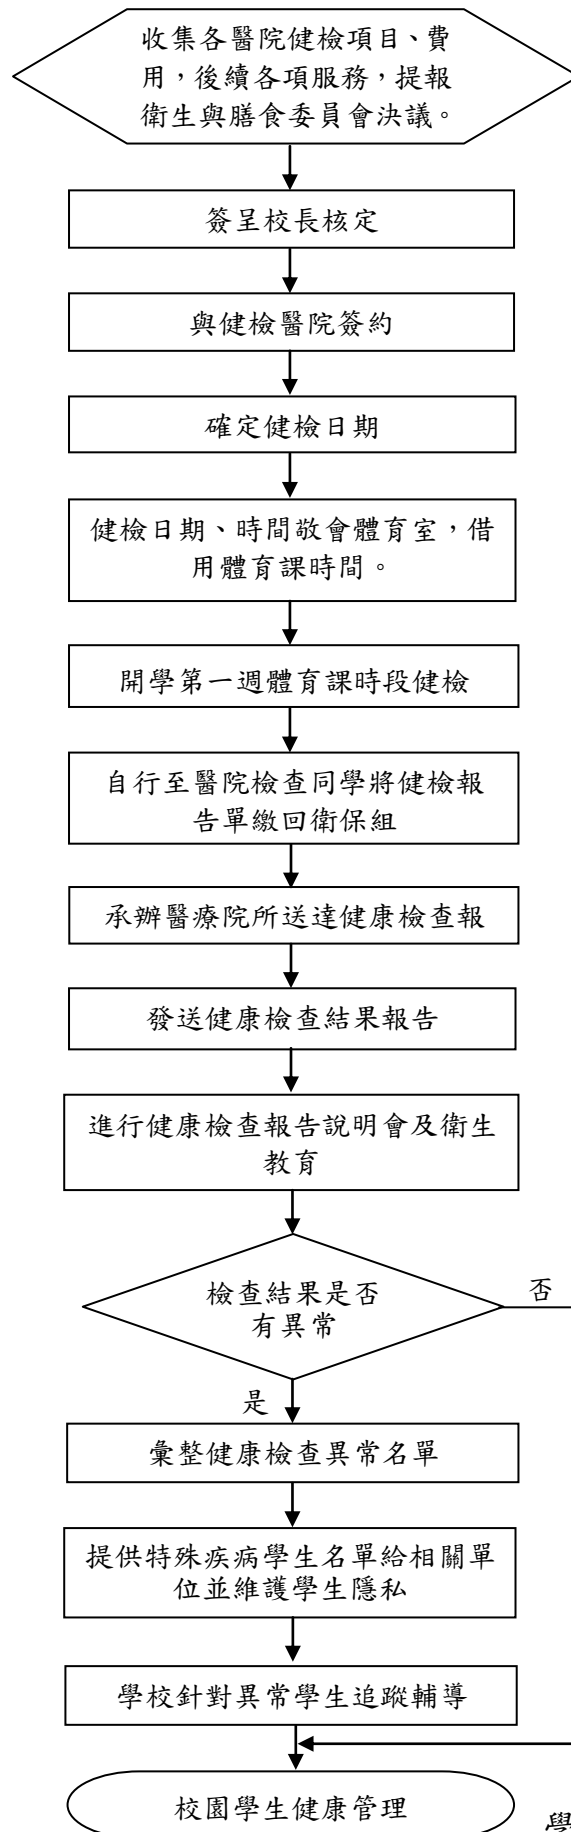 收集各醫院健檢項目、費
用，後續各項服務，提報
衛生與膳食委員會決議。
簽呈校長核定
與健檢醫院簽約
確定健檢日期
健檢日期、時間敬會體育室，借
用體育課時間。
開學第一週體育課時段健檢
自行至醫院檢查同學將健檢報
告單繳回衛保組
承辦醫療院所送達健康檢查報
發送健康檢查結果報告
進行健康檢查報告說明會及衛生
教育
檢查結果是否
有異常
否
是
彙整健康檢查異常名單
提供特殊疾病學生名單給相關單
位並維護學生隱私
學校針對異常學生追蹤輔導
校園學生健康管理
學